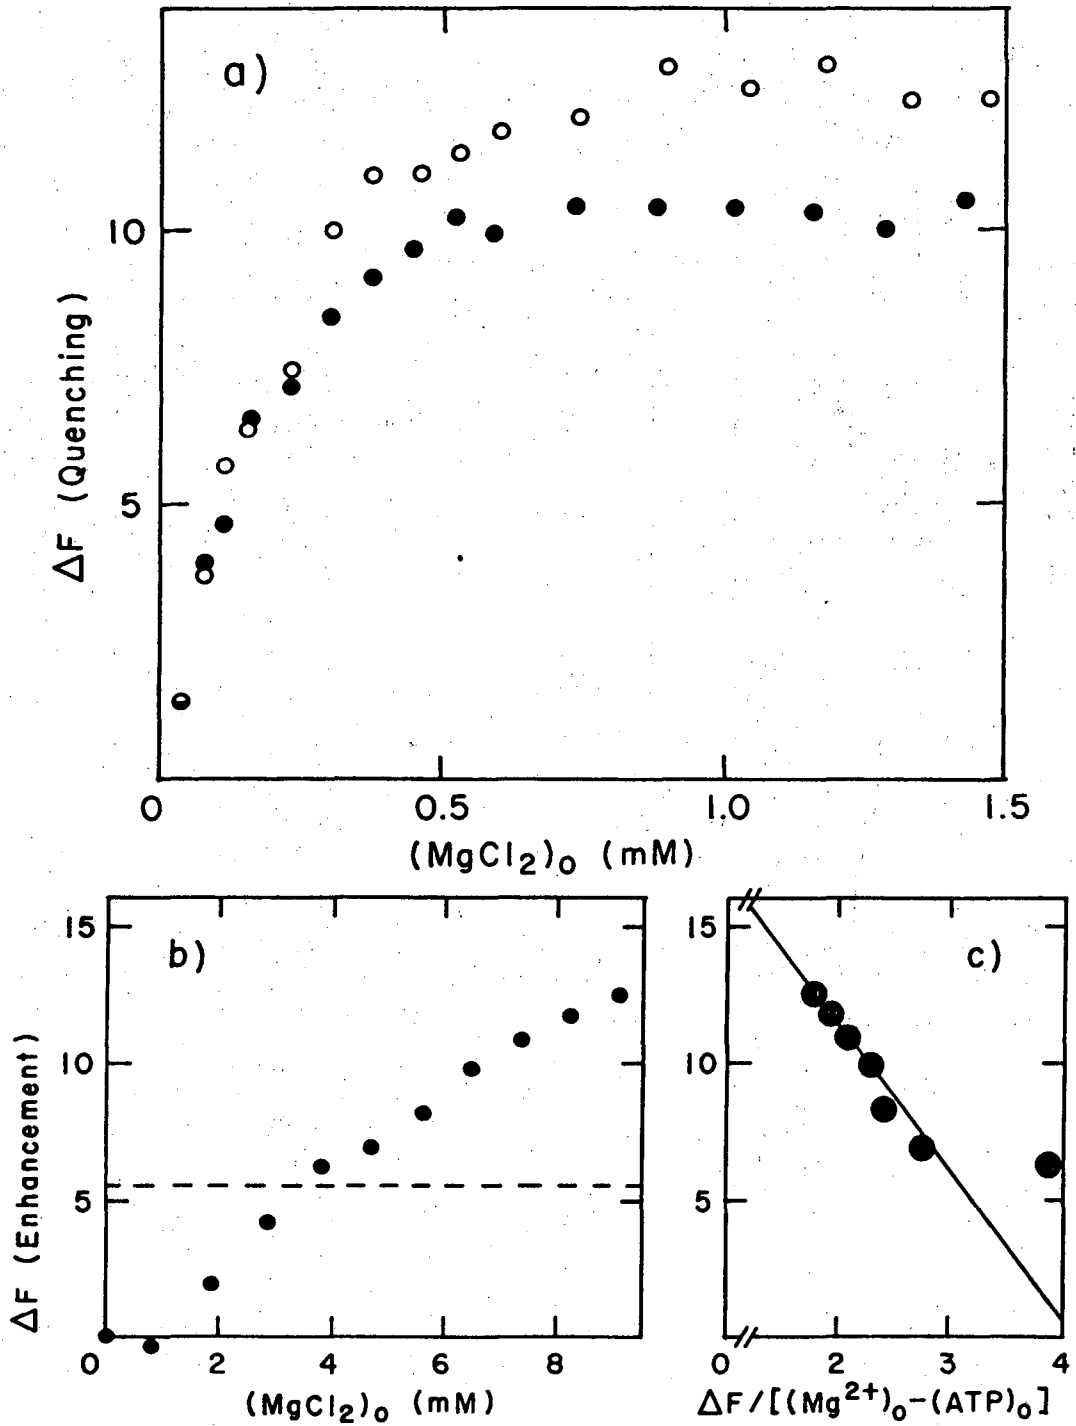 a)
10
5
ΔF (Quenching)
0 0.5 1.0 1.5
(MgCl2)o (mM)
15
10
5
ΔF (Enhancement)
b)
0 2 4 6 8
(MgCl2)o (mM)
15
10
5
c)
0 2 3 4
ΔF/[(Mg2+)o-(ATP)o]